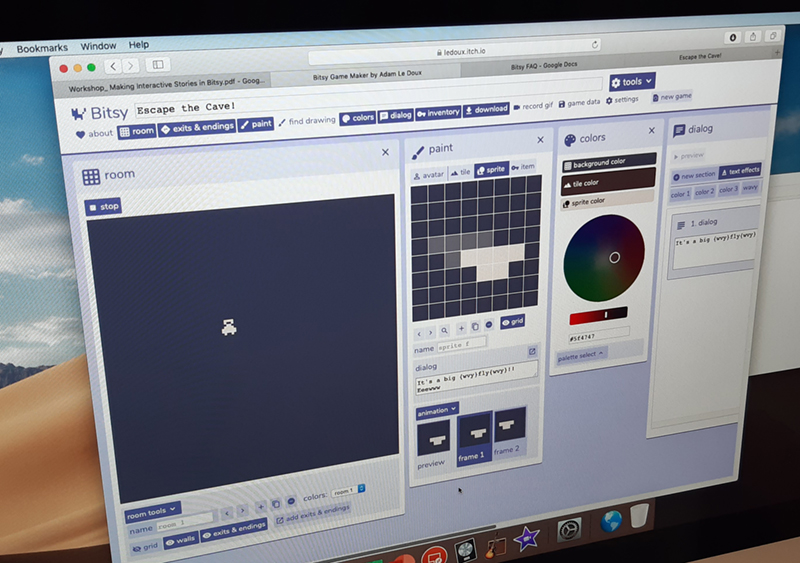 Bookmarks Window Help
ledoux.itch.io
Workshop_ Making Interactive Stories in Bitsy.pdf - Goog...
Bitsy Game Maker by Adam Le Doux
Bitsy FAQ - Google Docs
Escape the Cave!
Bitsy
Escape the Cave!
tools
about
room
exits & endings
paint
find drawing
colors
dialog
inventory
download
record gif
game data
settings
new game
room
stop
room tools
colors:
room 1
name
room 1
grid
walls
exits & endings
add exits & endings
paint
avatar
tile
sprite
item
grid
name
sprite f
dialog
It's a big {wvy}fly{wvy}!!
Eeewww
animation
preview
frame 1
frame 2
colors
background color
tile color
sprite color
#5f4747
palette select
dialog
preview
new section
text effects
color 1
color 2
color 3
wavy
1. dialog
It's a big {wvy}fly{wvy}